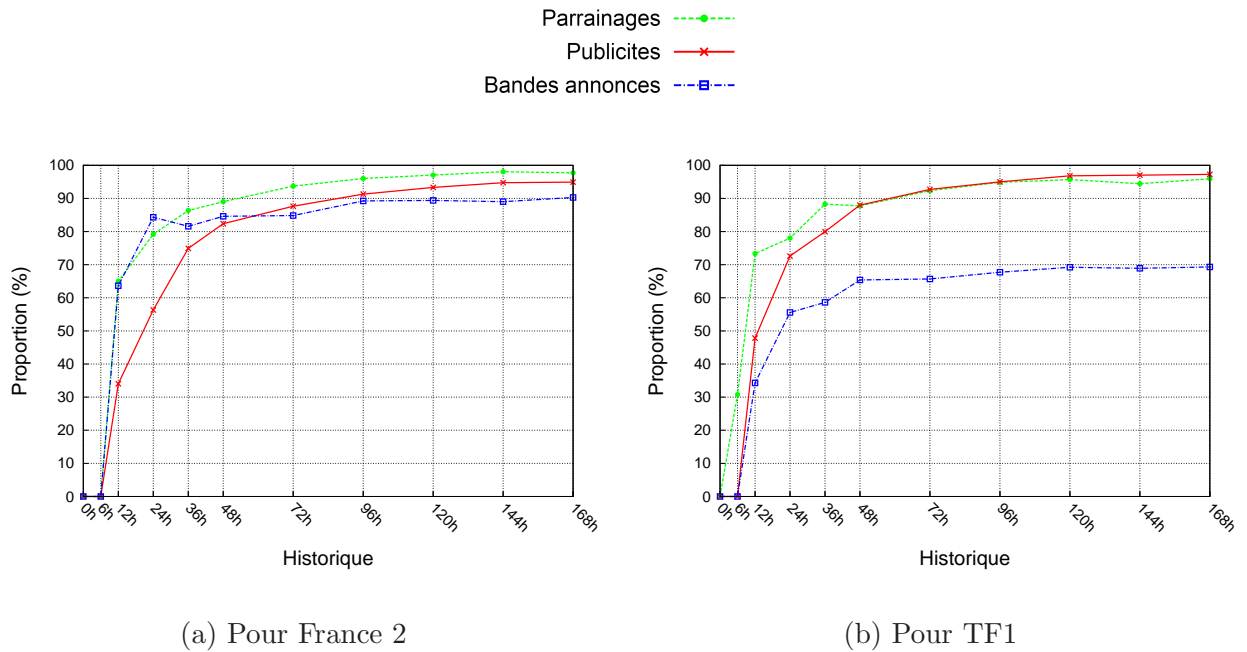 Parrainages
Publicites
Bandes annonces
100
90
80
70
60
50
40
30
20
10
0
Proportion (%)
0h 6h 12h 24h 36h 48h 72h 96h 120h 144h 168h
Historique
(a) Pour France 2
100
90
80
70
60
50
40
30
20
10
0
Proportion (%)
0h 6h 12h 24h 36h 48h 72h 96h 120h 144h 168h
Historique
(b) Pour TF1